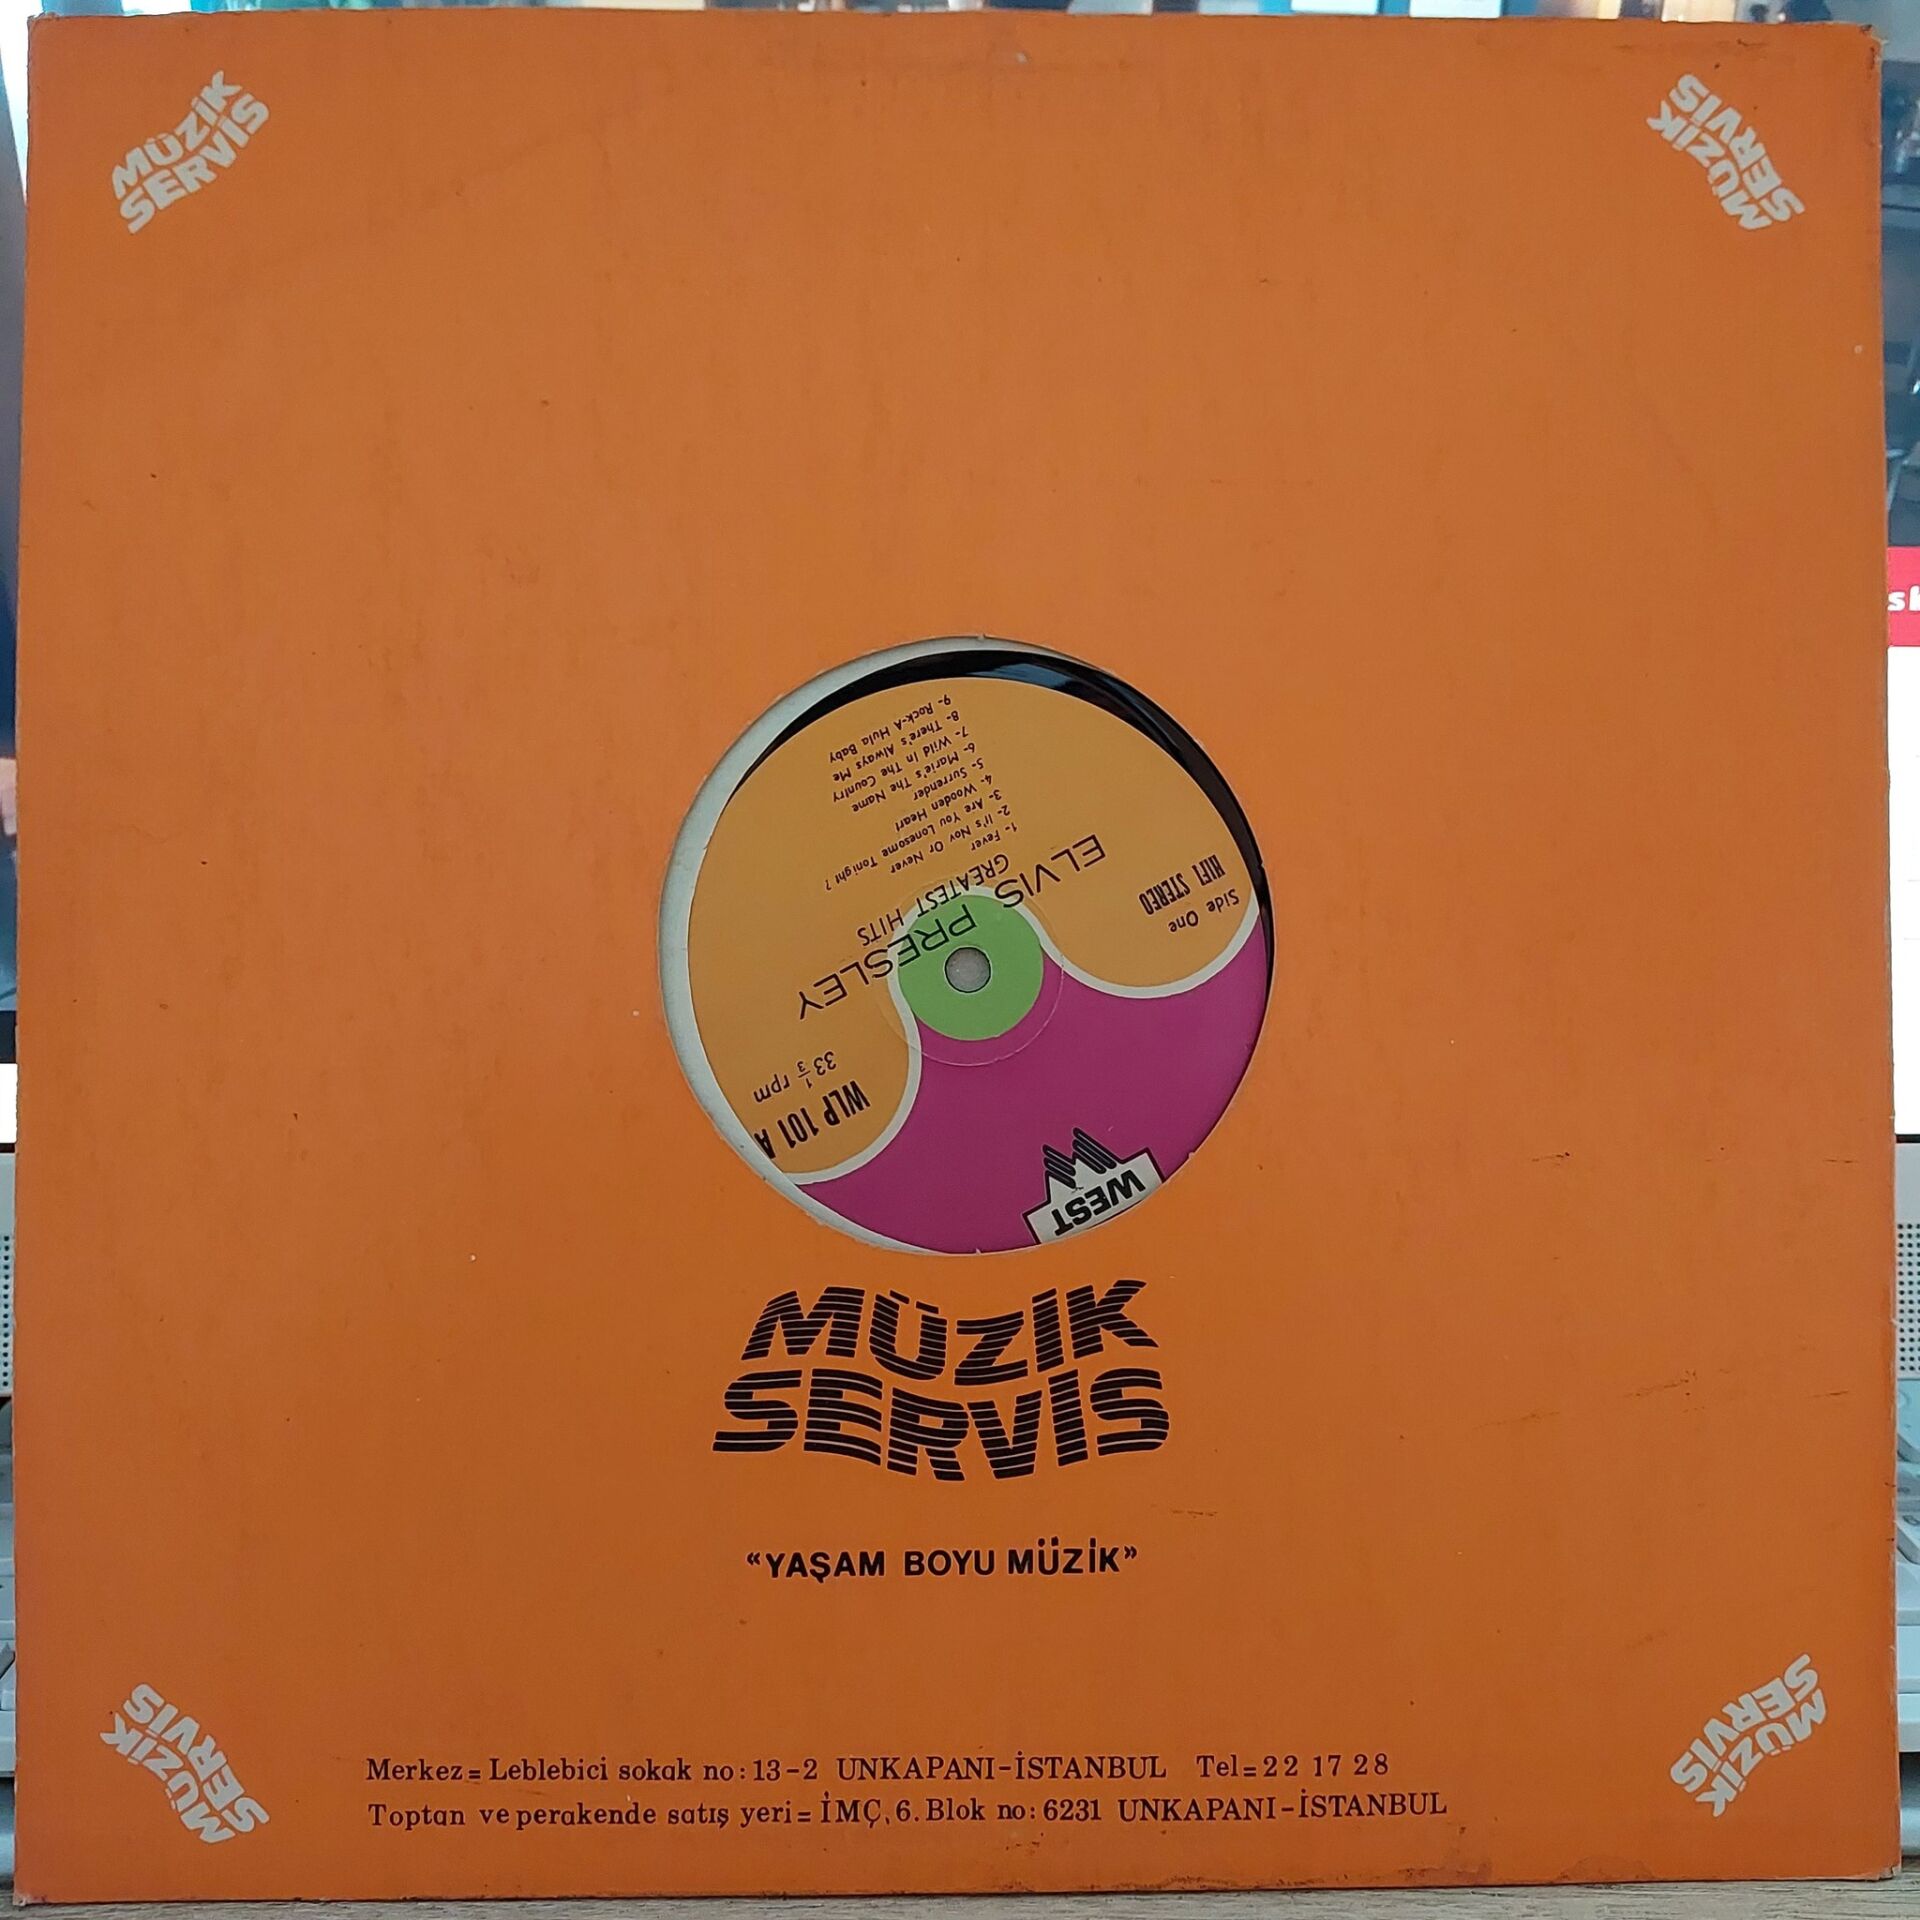 MÜZİK
SERVİS
MÜZİK
SERVİS
WEST
WLP 101 A
33 1/3 rpm
Side One
HIFI STEREO
ELVIS PRESLEY
GREATEST HITS
1- Fever
2- It's Nov Or Never
3- Are You Lonesome Tonight ?
4- Wooden Heart
5- Surrender
6- Marie's The Name
7- Wild In The Country
8- There's Always Me
9- Rock-A Hula Baby
MÜZİK
SERVİS
«YAŞAM BOYU MÜZİK»
MÜZİK
SERVİS
MÜZİK
SERVİS
Merkez= Leblebici sokak no: 13-2 UNKAPANI-İSTANBUL Tel=22 17 28
Toptan ve perakende satış yeri= İMÇ, 6. Blok no: 6231 UNKAPANI-İSTANBUL